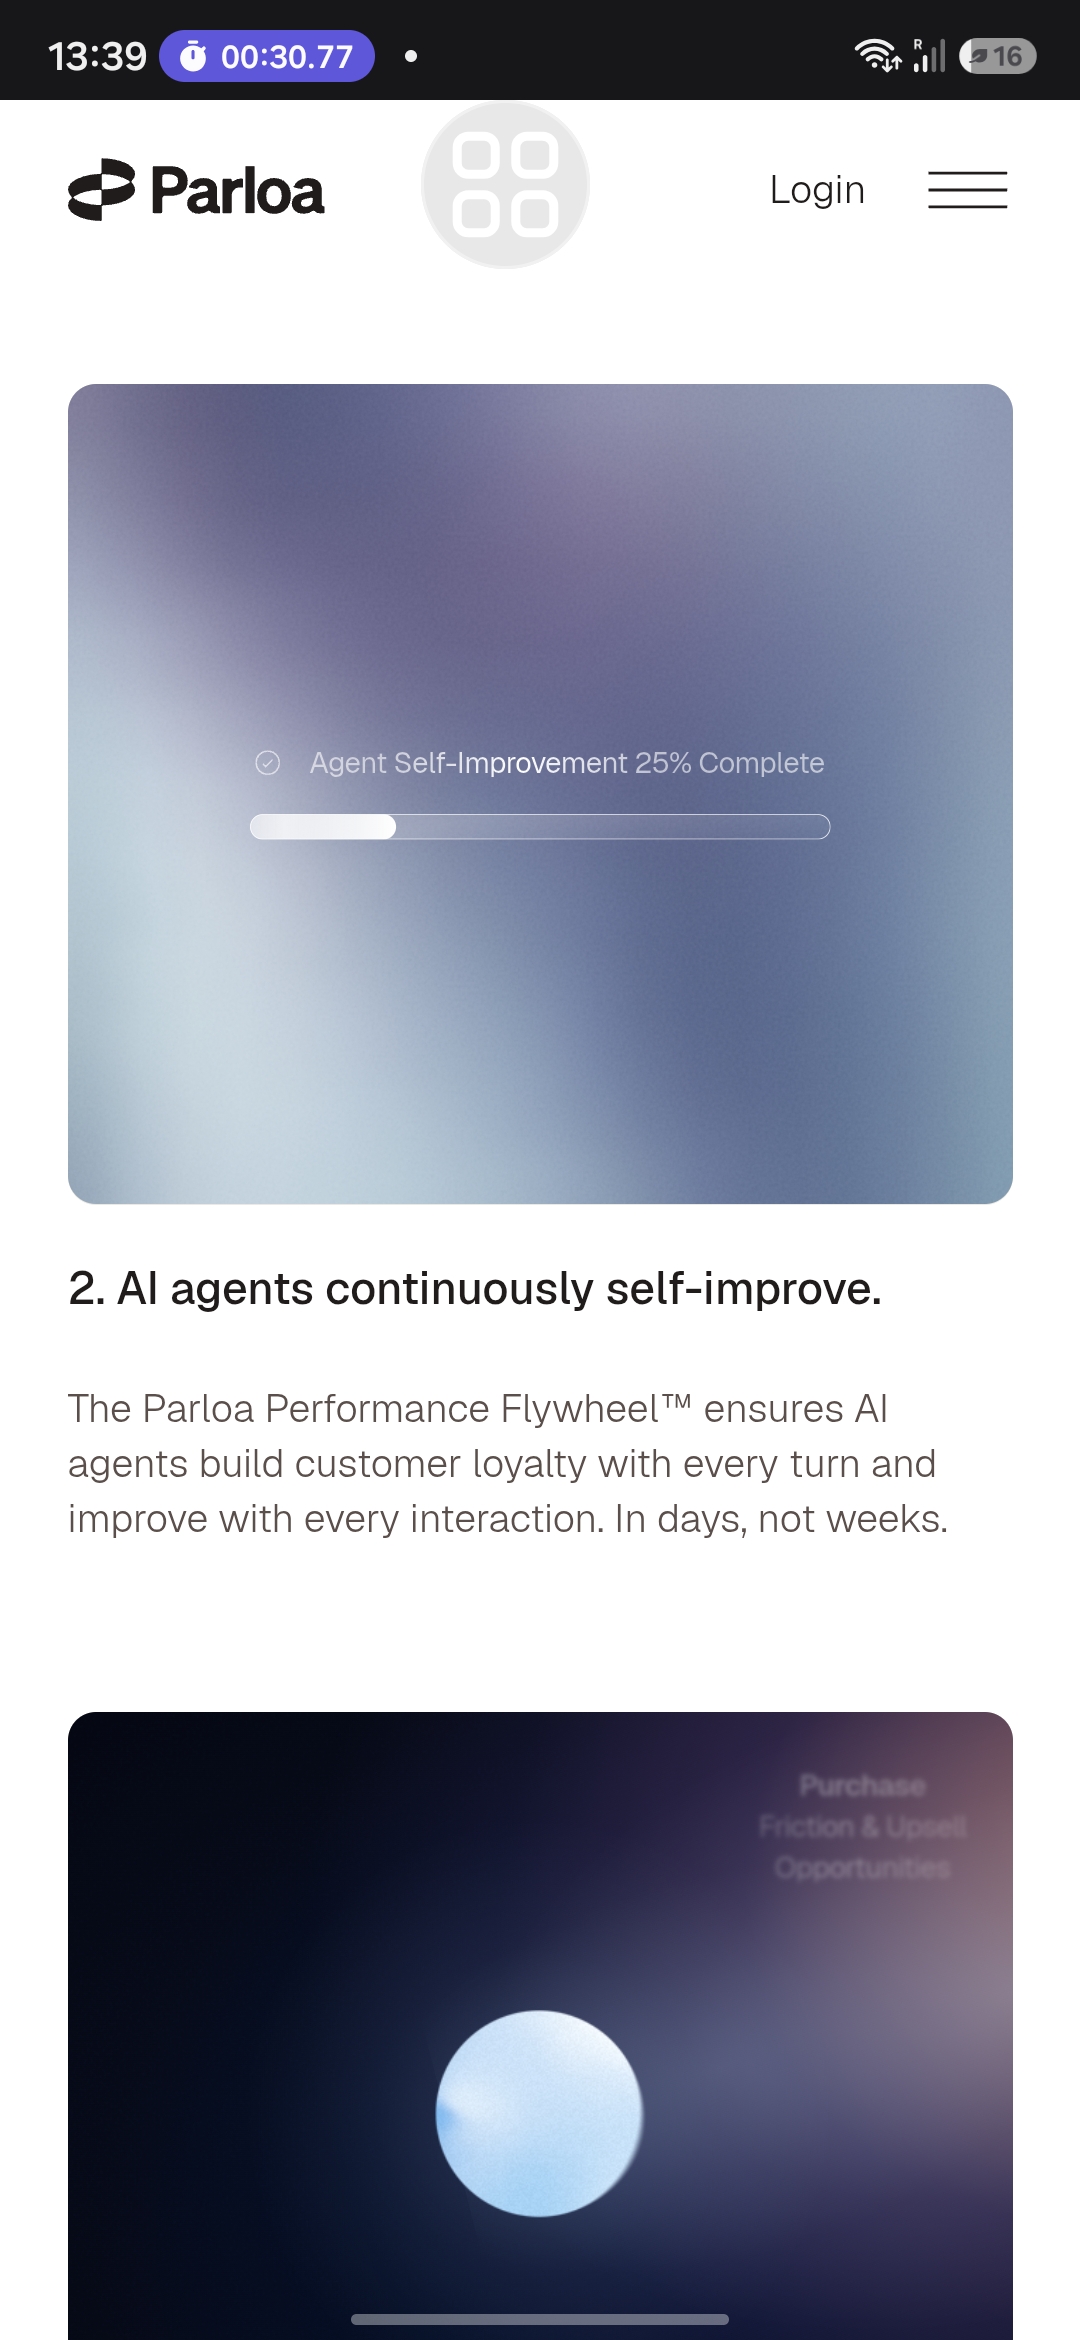 13:39
00:30.77
R
16
Parloa
Login
Agent Self-Improvement 25% Complete
2. AI agents continuously self-improve.
The Parloa Performance Flywheel™ ensures AI
agents build customer loyalty with every turn and
improve with every interaction. In days, not weeks.
Purchase
Friction & Upsell
Opportunities